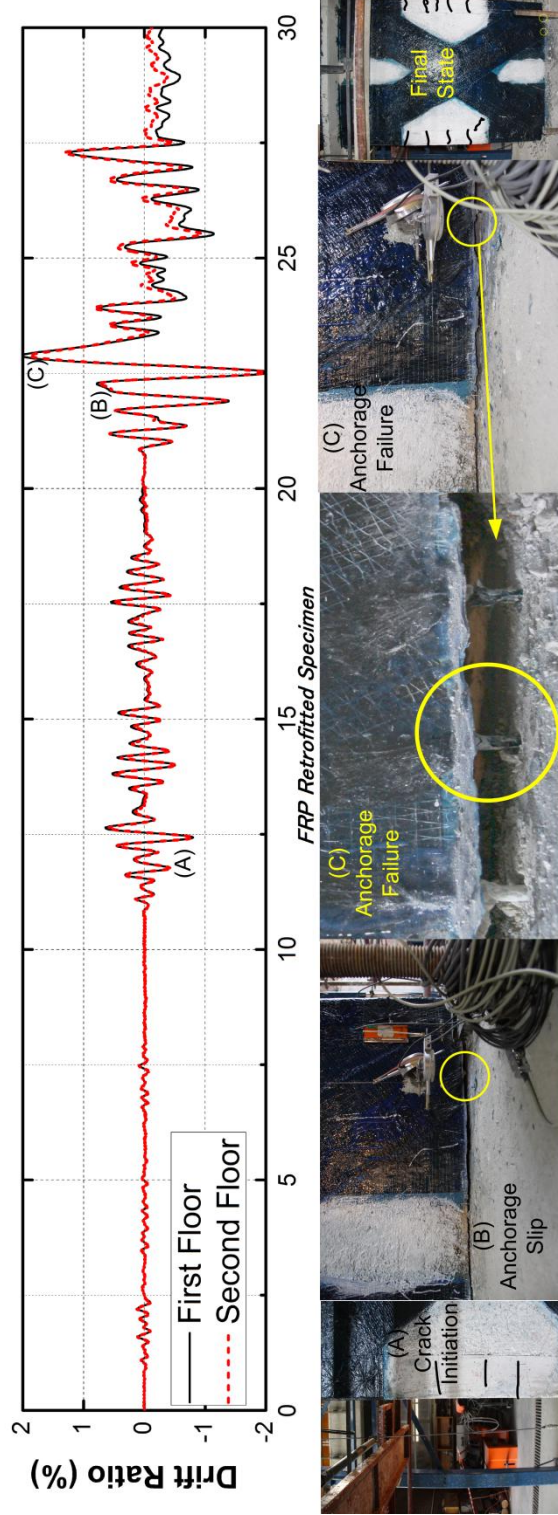 Drift Ratio (%)
2
1
0
-1
-2
(A)
(B)
(C)
First Floor
Second Floor
0
5
10
15
20
25
30
FRP Retrofitted Specimen
(A)
Crack
Initiation
(B)
Anchorage
Slip
(C)
Anchorage
Failure
(C)
Anchorage
Failure
Final
State